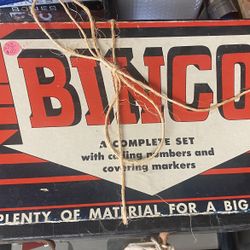 BINGO
A COMPLETE SET
with calling numbers and
covering markers
PLENTY OF MATERIAL FOR A BIG